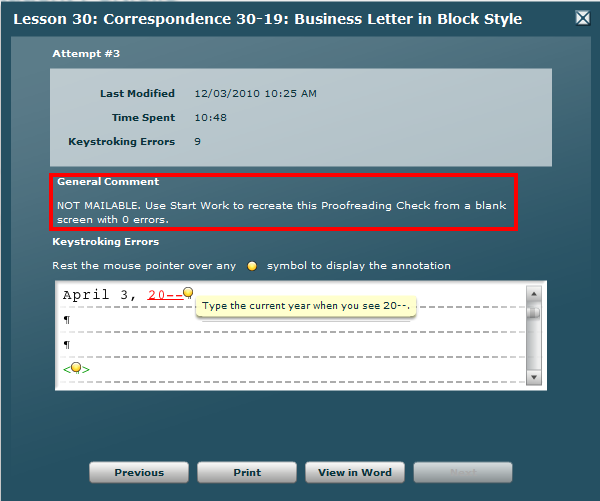 Lesson 30: Correspondence 30-19: Business Letter in Block Style
Attempt #3
Last Modified 12/03/2010 10:25 AM
Time Spent 10:48
Keystroking Errors 9
General Comment
NOT MAILABLE. Use Start Work to recreate this Proofreading Check from a blank
screen with 0 errors.
Keystroking Errors
Rest the mouse pointer over any symbol to display the annotation
April 3, 20--
Type the current year when you see 20--.
¶
¶
<>
Previous Print View in Word Next